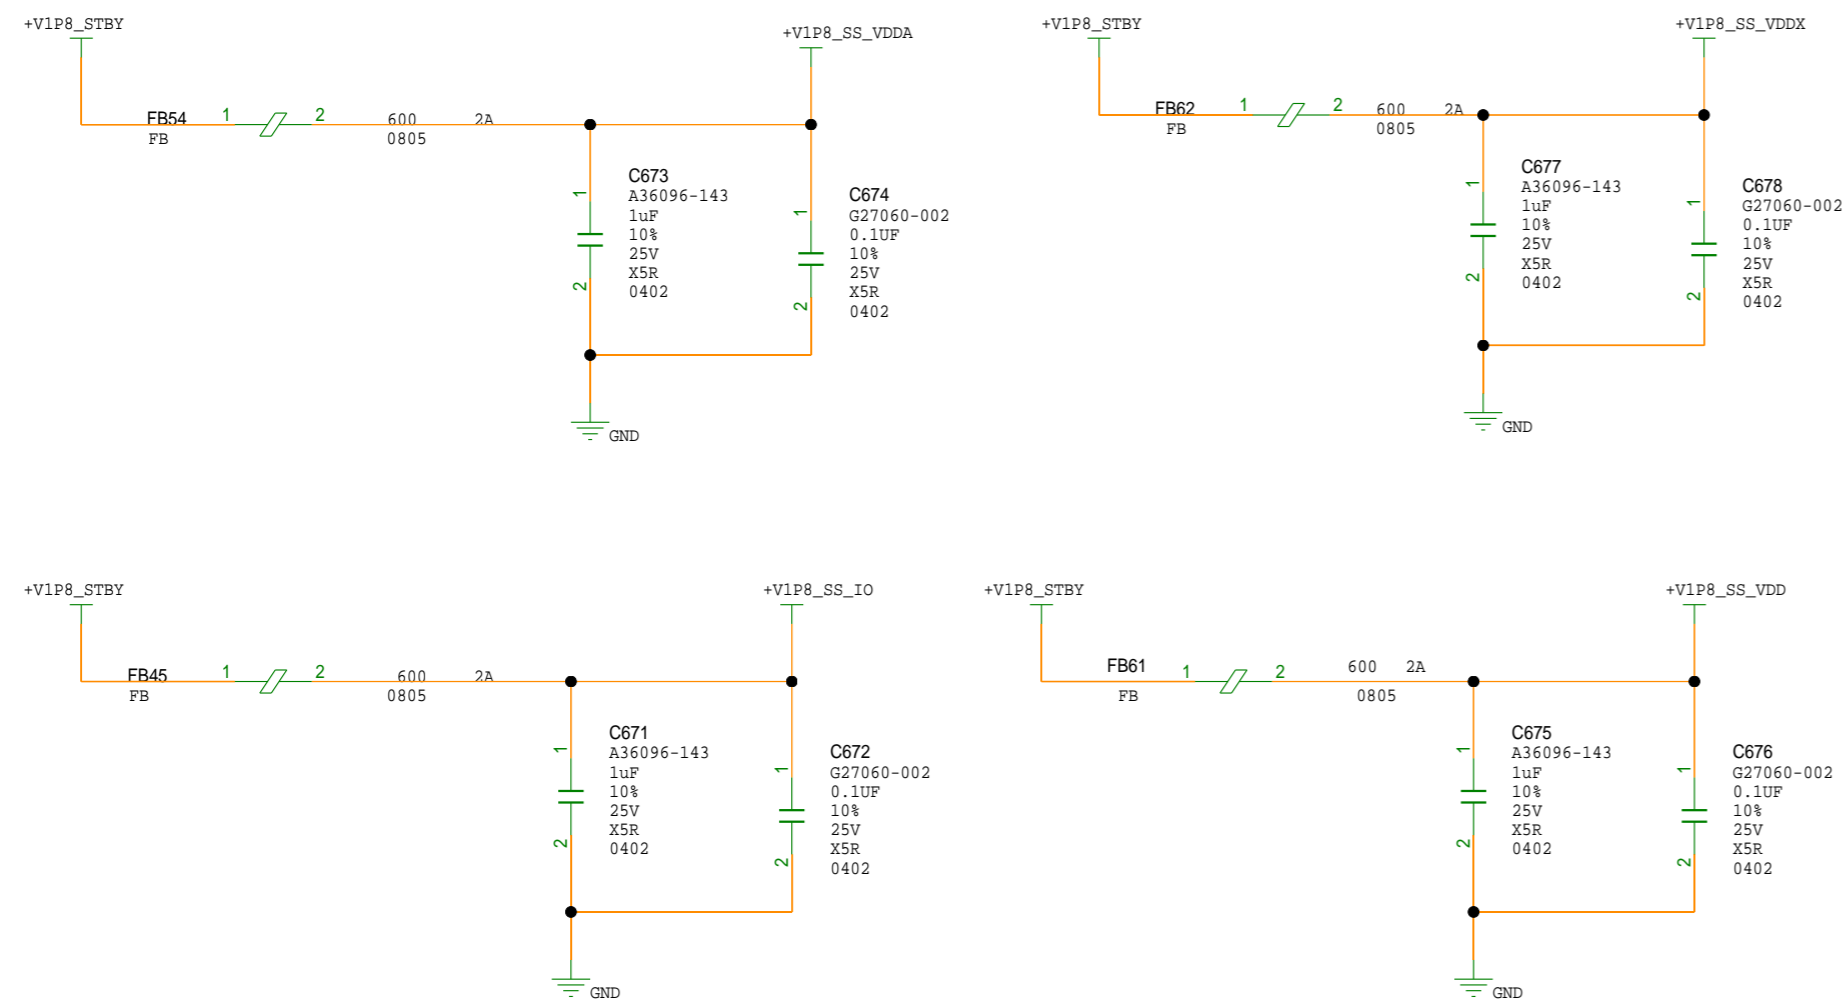 +V1P8_STBY
+V1P8_SS_VDDA
FB54
FB
1
2
600
2A
0805
1
2
C673
A36096-143
1uF
10%
25V
X5R
0402
1
2
C674
G27060-002
0.1UF
10%
25V
X5R
0402
GND
+V1P8_STBY
+V1P8_SS_VDDX
FB62
FB
1
2
600
2A
0805
1
2
C677
A36096-143
1uF
10%
25V
X5R
0402
1
2
C678
G27060-002
0.1UF
10%
25V
X5R
0402
GND
+V1P8_STBY
+V1P8_SS_IO
FB45
FB
1
2
600
2A
0805
1
2
C671
A36096-143
1uF
10%
25V
X5R
0402
1
2
C672
G27060-002
0.1UF
10%
25V
X5R
0402
GND
+V1P8_STBY
+V1P8_SS_VDD
FB61
FB
1
2
600
2A
0805
1
2
C675
A36096-143
1uF
10%
25V
X5R
0402
1
2
C676
G27060-002
0.1UF
10%
25V
X5R
0402
GND